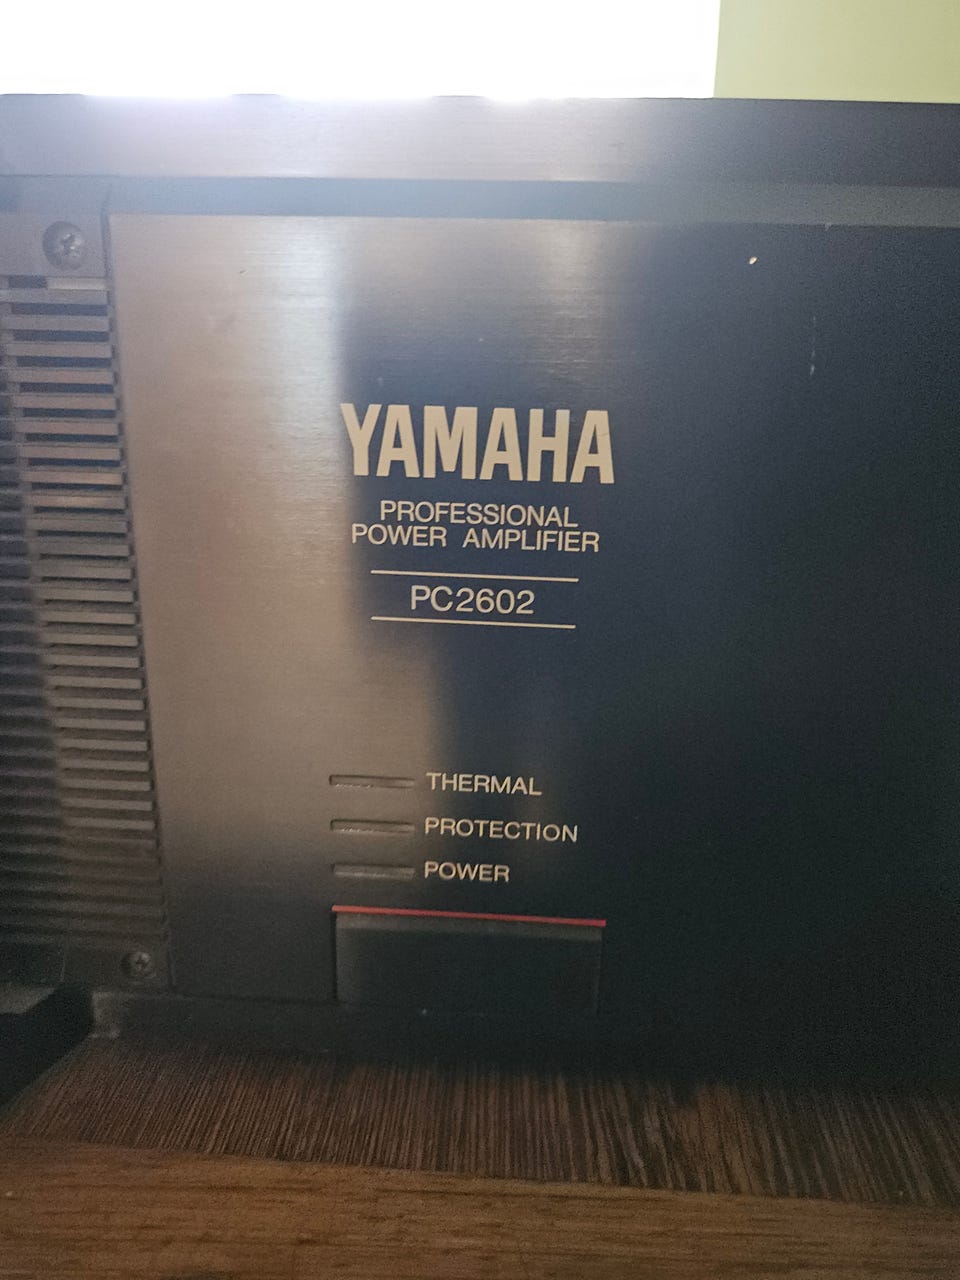 YAMAHA
PROFESSIONAL
POWER AMPLIFIER
PC2602
THERMAL
PROTECTION
POWER